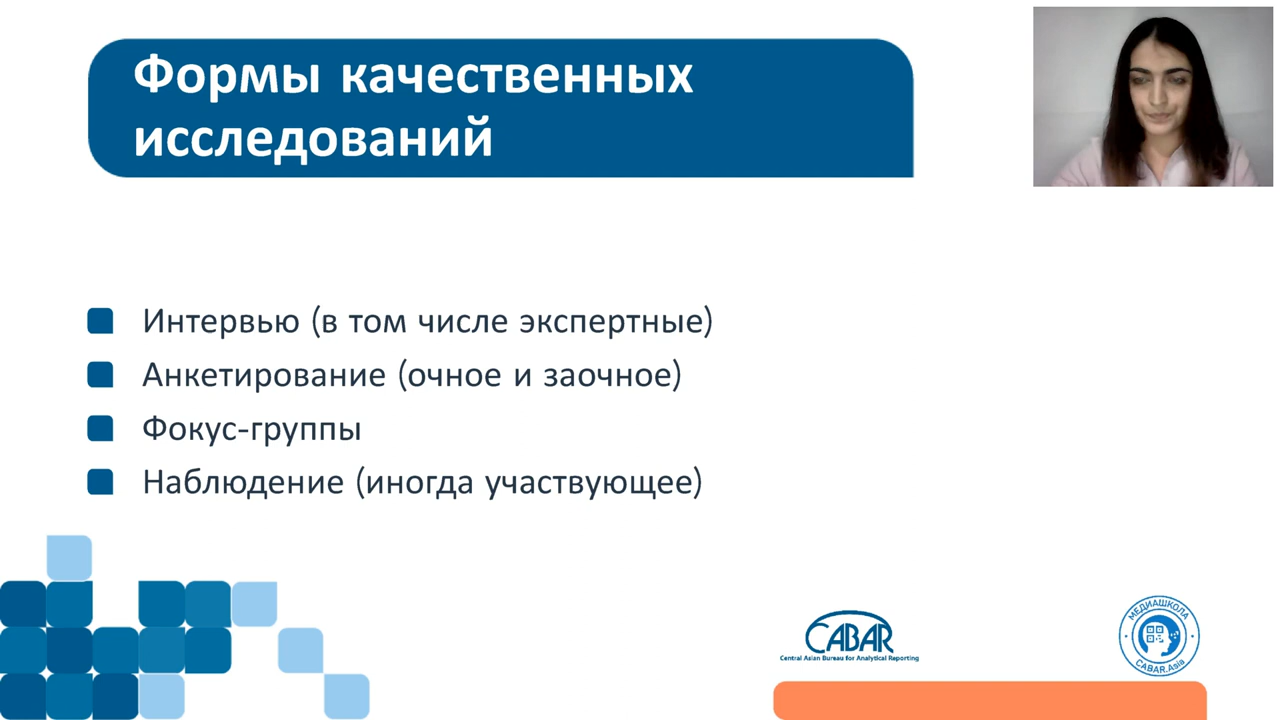 Формы качественных
исследований
Интервью (в том числе экспертные)
Анкетирование (очное и заочное)
Фокус-группы
Наблюдение (иногда участвующее)
CABAR
Central Asian Bureau for Analytical Reporting
МЕДИАШКОЛА
CABAR.Asia